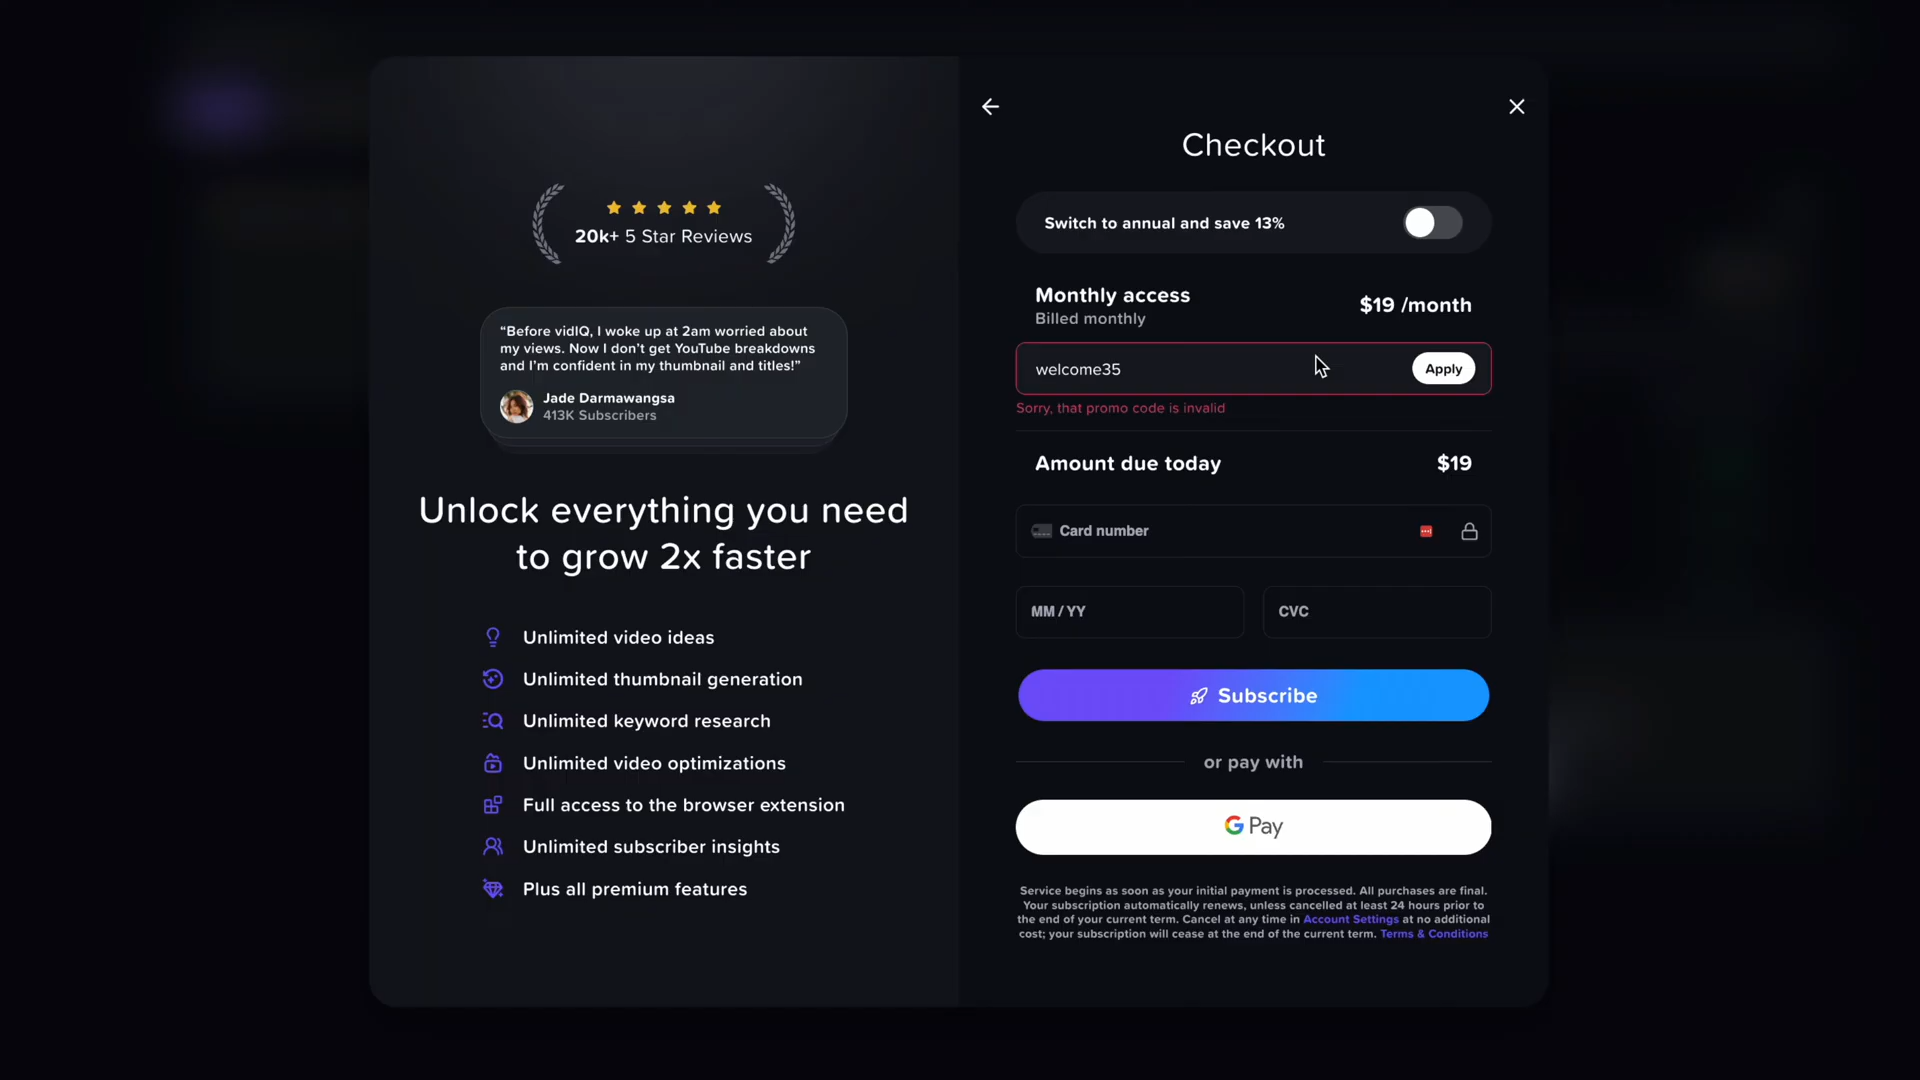 20k+ 5 Star Reviews
“Before vidIQ, I woke up at 2am worried about
my views. Now I don’t get YouTube breakdowns
and I’m confident in my thumbnail and titles!”
Jade Darmawangsa
413K Subscribers
Unlock everything you need
to grow 2x faster
Unlimited video ideas
Unlimited thumbnail generation
Unlimited keyword research
Unlimited video optimizations
Full access to the browser extension
Unlimited subscriber insights
Plus all premium features
Checkout
Switch to annual and save 13%
Monthly access
$19 /month
Billed monthly
welcome35
Apply
Sorry, that promo code is invalid
Amount due today
$19
Card number
MM / YY
CVC
Subscribe
or pay with
G Pay
Service begins as soon as your initial payment is processed. All purchases are final.
Your subscription automatically renews, unless cancelled at least 24 hours prior to
the end of your current term. Cancel at any time in Account Settings at no additional
cost; your subscription will cease at the end of the current term. Terms & Conditions